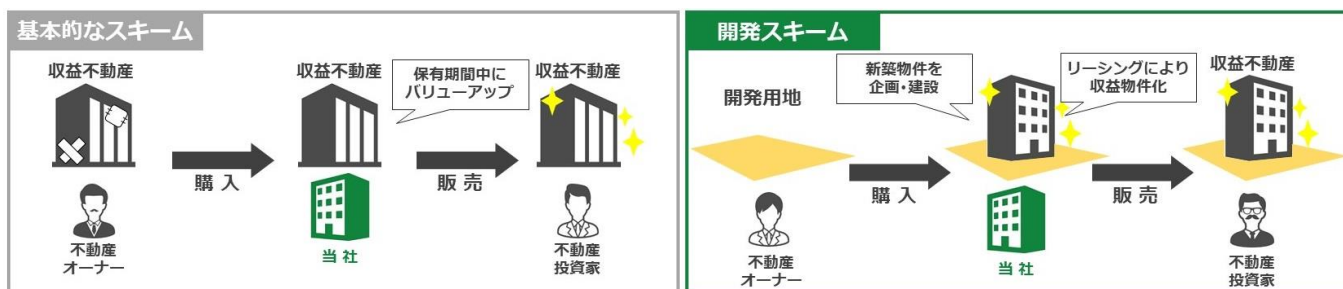 基本的なスキーム
収益不動産
収益不動産
保有期間中に
バリューアップ
収益不動産
購入
販売
不動産
オーナー
当社
不動産
投資家
開発スキーム
開発用地
新築物件を
企画・建設
リーシングにより
収益物件化
収益不動産
購入
販売
不動産
オーナー
当社
不動産
投資家